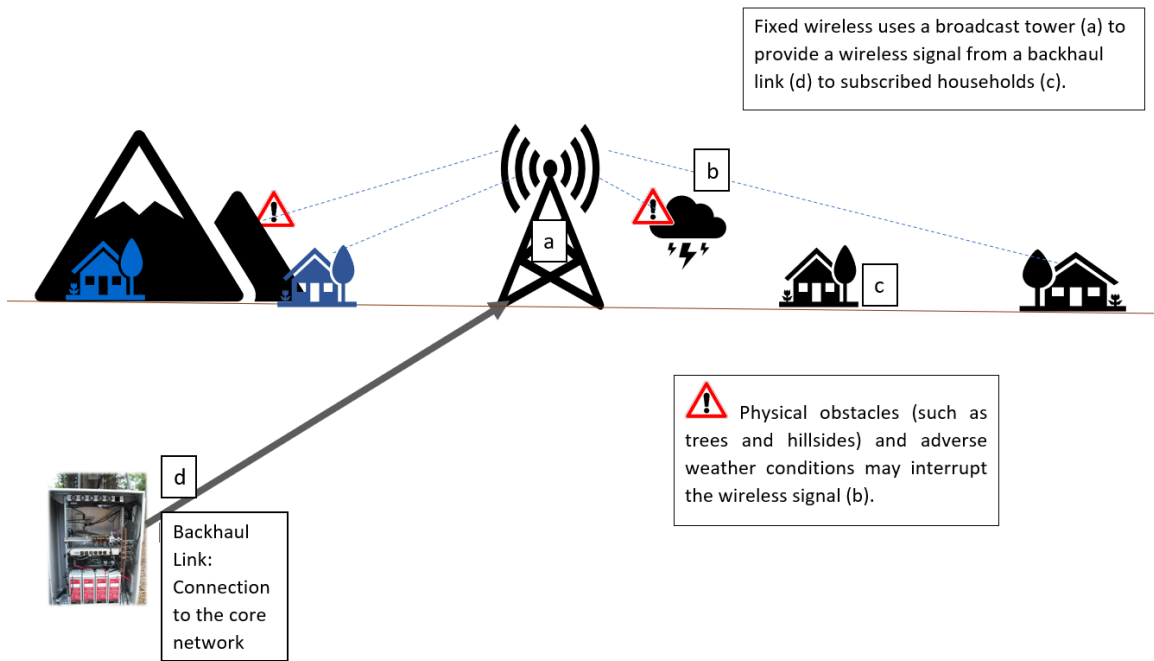 Fixed wireless uses a broadcast tower (a) to
provide a wireless signal from a backhaul
link (d) to subscribed households (c).
b
a
c
Physical obstacles (such as
trees and hillsides) and adverse
weather conditions may interrupt
the wireless signal (b).
d
Backhaul
Link:
Connection
to the core
network